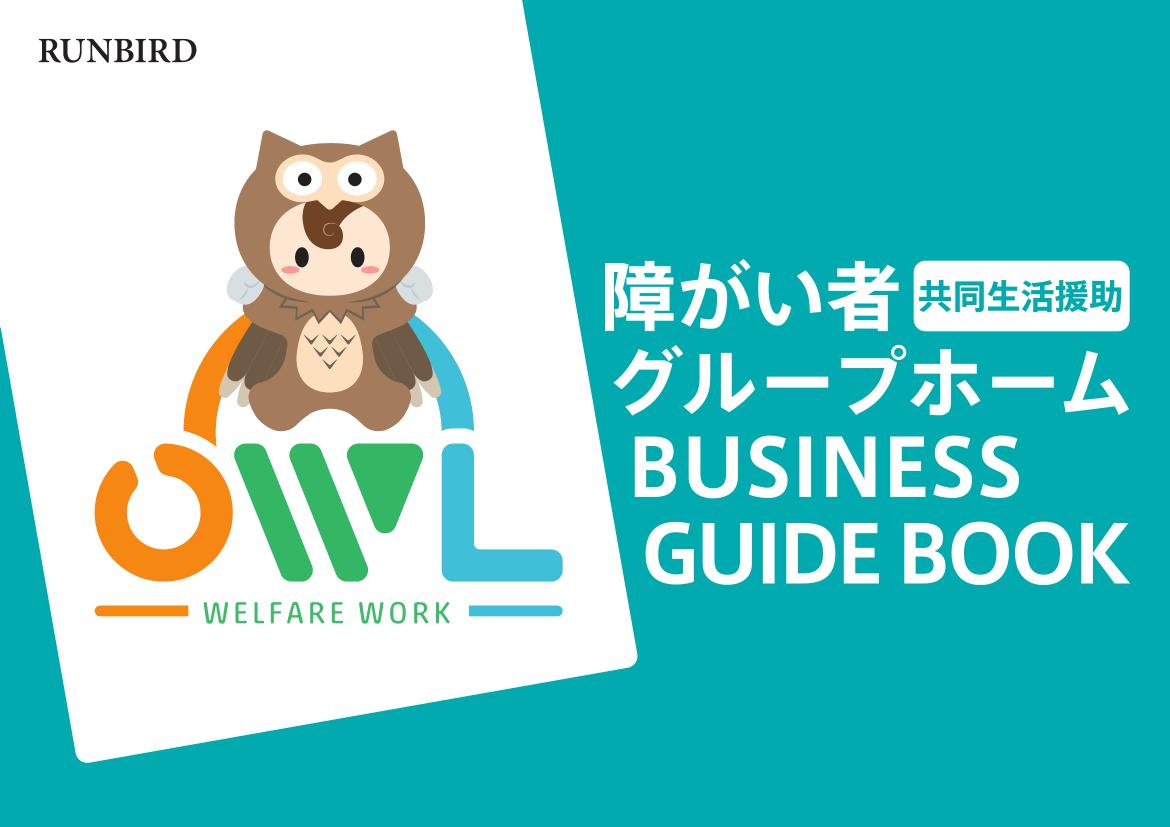 RUNBIRD
OWL
WELFARE WORK
障がい者 共同生活援助
グループホーム
BUSINESS
GUIDE BOOK